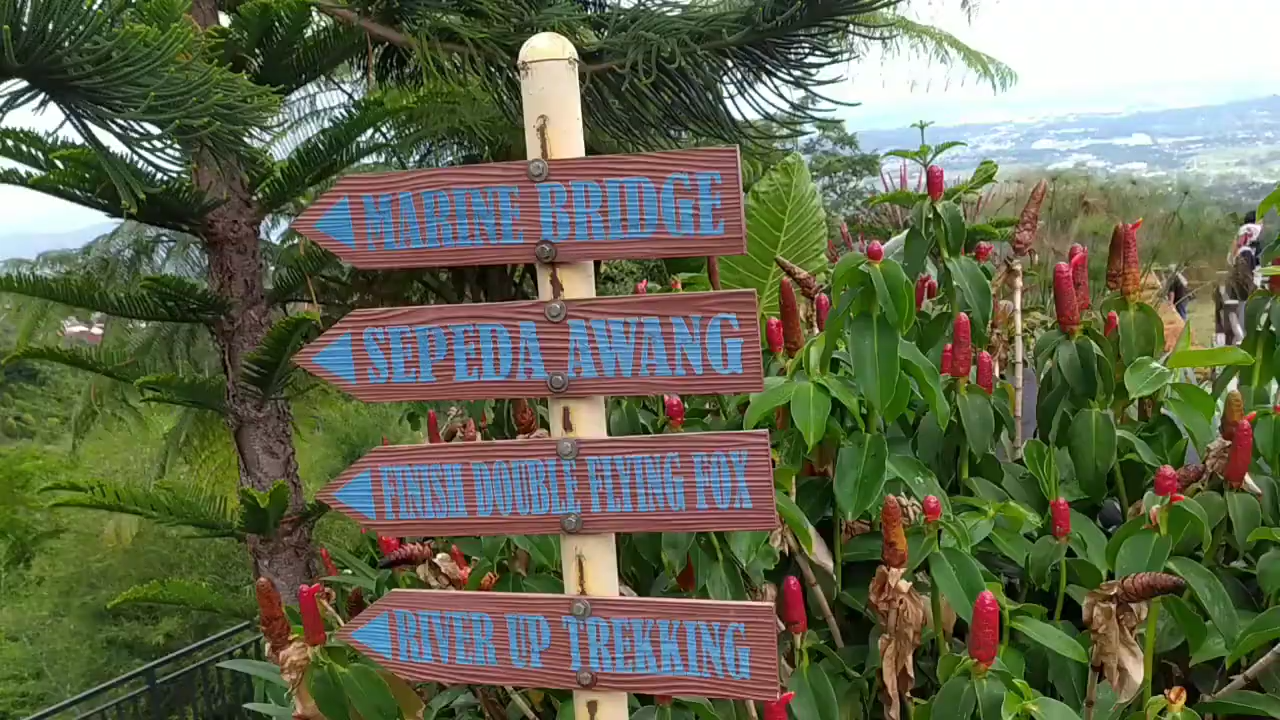 MARINE BRIDGE
SEPEDA AWANG
FINISH DOUBLE FLYING FOX
RIVER UP TREKKING